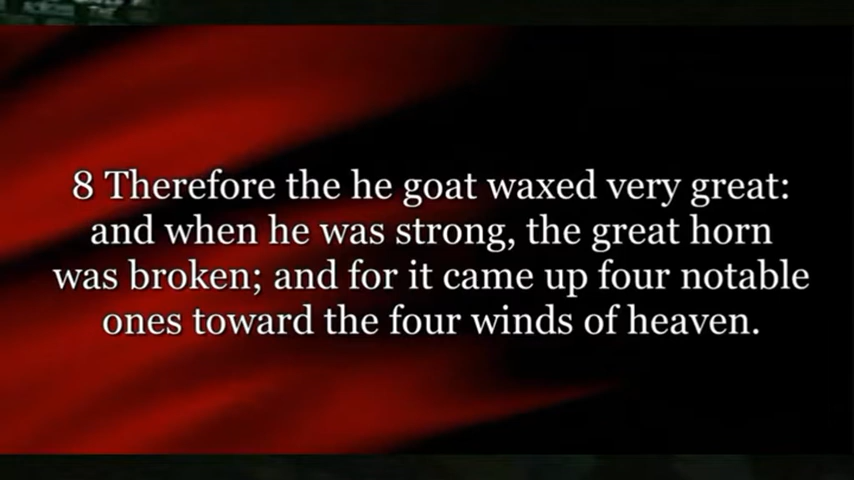 8 Therefore the he goat waxed very great:
and when he was strong, the great horn
was broken; and for it came up four notable
ones toward the four winds of heaven.